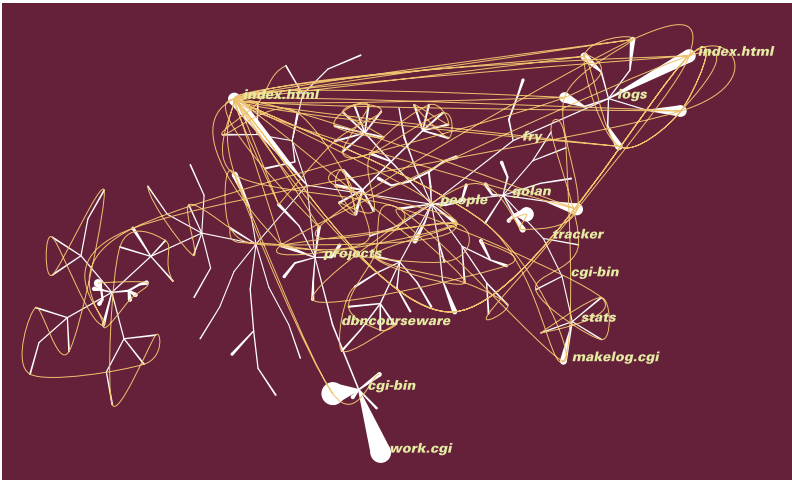 index.html
index.html
logs
fry
golan
people
tracker
projects
cgi-bin
stats
dbncourseware
makelog.cgi
cgi-bin
work.cgi